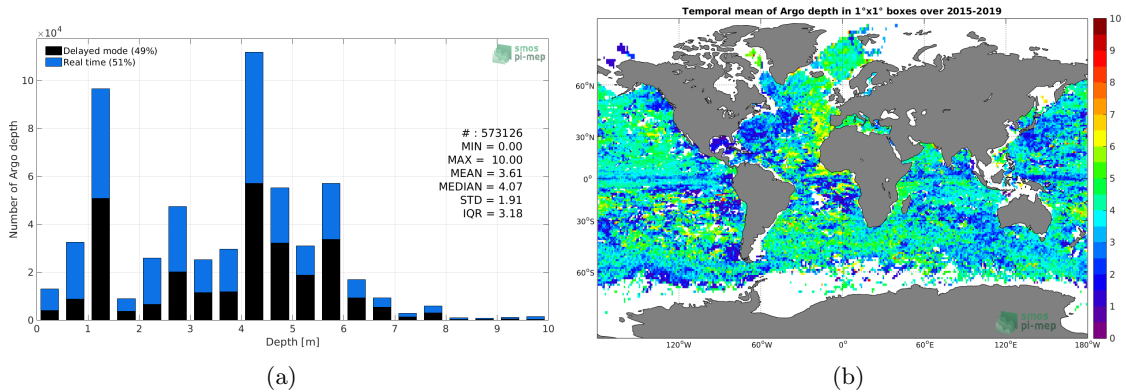 ×10⁴
Delayed mode (49%)
Real time (51%)
smos
pi-mep
10
8
6
4
2
0
Number of Argo depth
# : 573126
MIN = 0.00
MAX = 10.00
MEAN = 3.61
MEDIAN = 4.07
STD = 1.91
IQR = 3.18
0 1 2 3 4 5 6 7 8 9 10
Depth [m]
(a)
Temporal mean of Argo depth in 1°x1° boxes over 2015-2019
60°N
30°N
0°
30°S
60°S
120°W 60°W 0° 60°E 120°E 180°W
smos
pi-mep
10
9
8
7
6
5
4
3
2
1
0
(b)